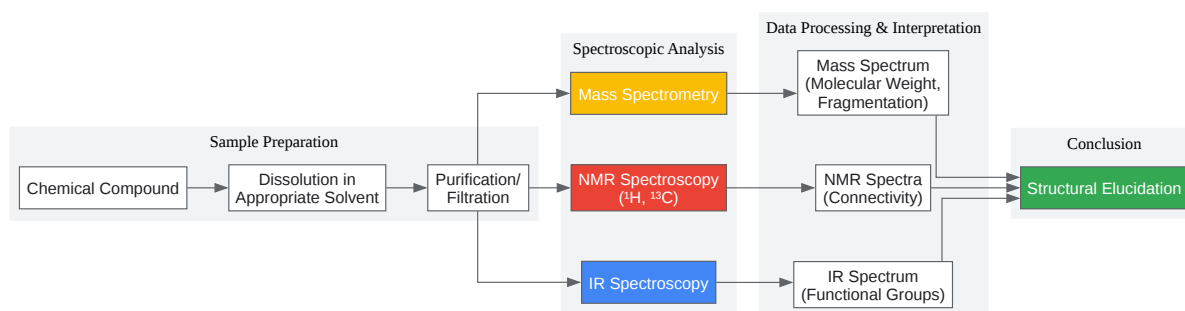 Sample Preparation
Chemical Compound
Dissolution in
Appropriate Solvent
Purification/
Filtration
Spectroscopic Analysis
Mass Spectrometry
NMR Spectroscopy
(¹H, ¹³C)
IR Spectroscopy
Data Processing & Interpretation
Mass Spectrum
(Molecular Weight,
Fragmentation)
NMR Spectra
(Connectivity)
IR Spectrum
(Functional Groups)
Conclusion
Structural Elucidation